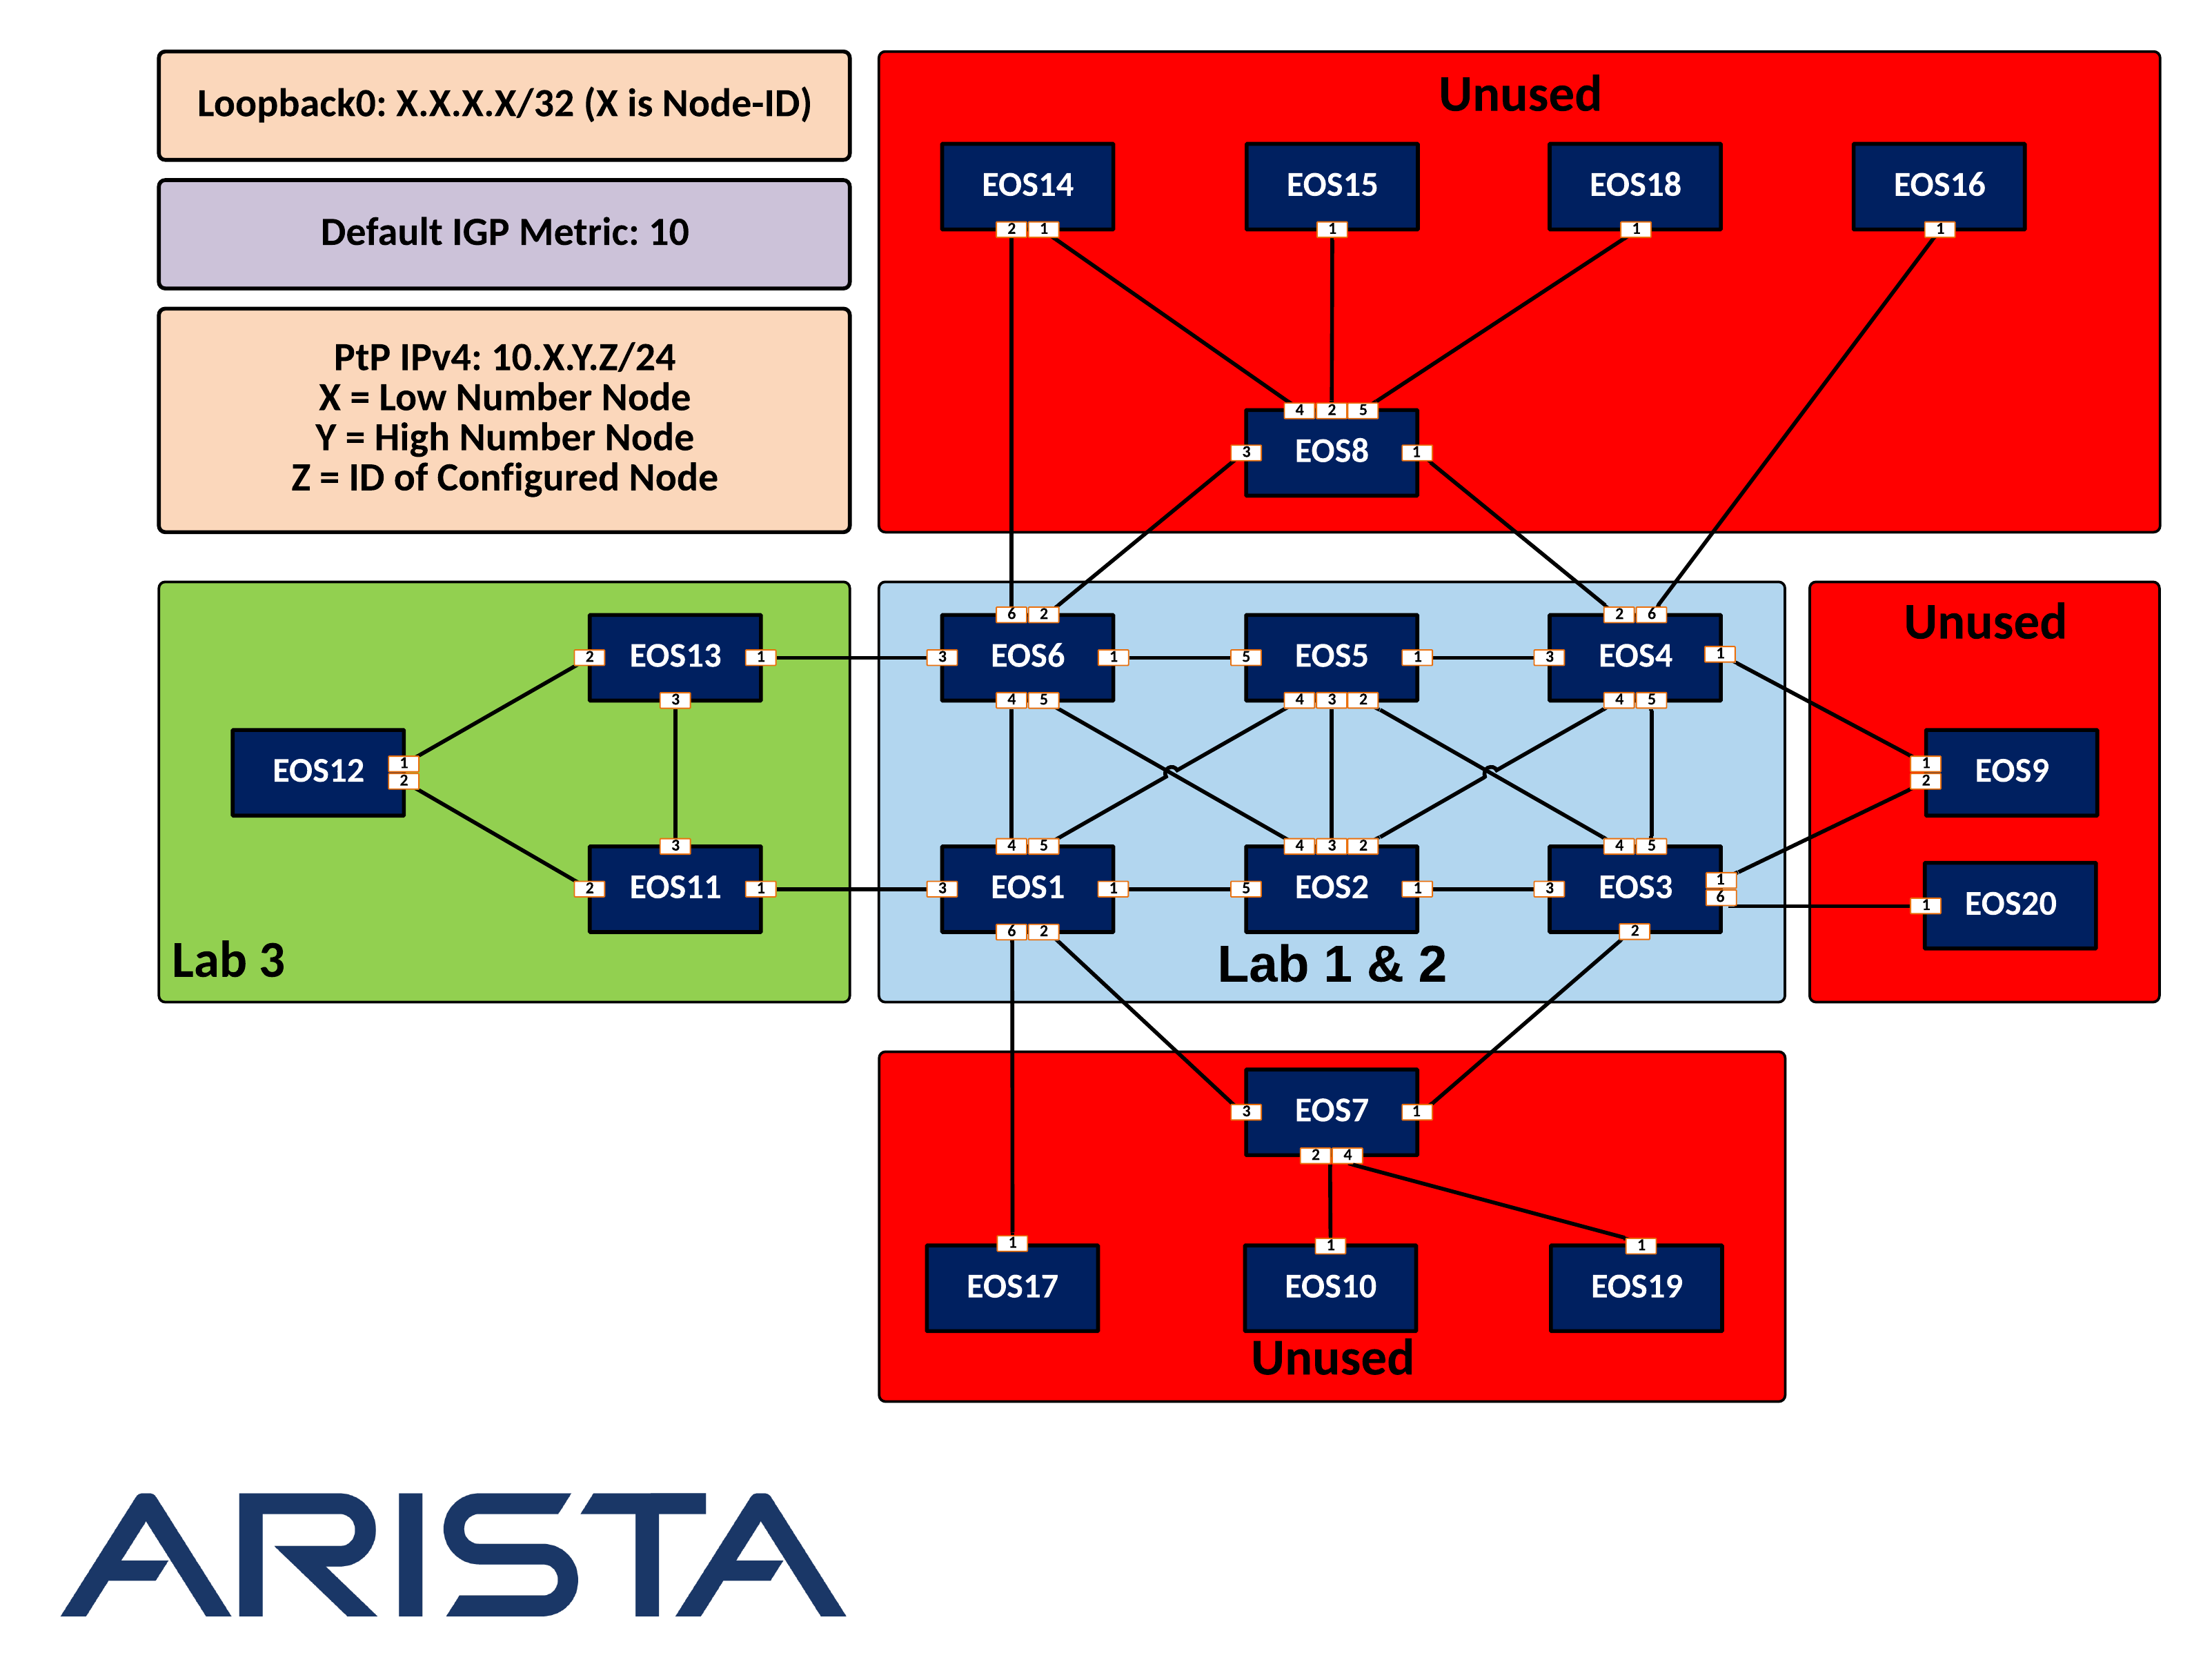 Loopback0: X.X.X.X/32 (X is Node-ID)
Default IGP Metric: 10
PtP IPv4: 10.X.Y.Z/24
X = Low Number Node
Y = High Number Node
Z = ID of Configured Node
Unused
EOS14
EOS15
EOS18
EOS16
2 1
1
1
1
4 2 5
3
EOS8
1
6 2
2 6
2
EOS13
1
3
EOS6
1
5
EOS5
1
3
EOS4
1
3
4 5
4 3 2
4 5
Unused
EOS12
1
2
1
2
EOS9
3
4 5
4 3 2
4 5
2
EOS11
1
3
EOS1
1
5
EOS2
1
3
EOS3
1
6
1
EOS20
6 2
2
Lab 3
Lab 1 & 2
3
EOS7
1
2 4
1
1
1
EOS17
EOS10
EOS19
Unused
ARISTA